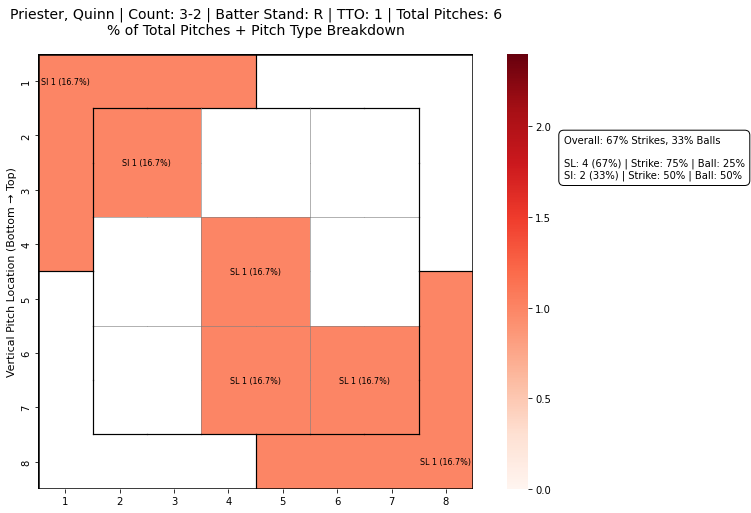 Priester, Quinn | Count: 3-2 | Batter Stand: R | TTO: 1 | Total Pitches: 6
% of Total Pitches + Pitch Type Breakdown
SI 1 (16.7%)
SI 1 (16.7%)
SL 1 (16.7%)
SL 1 (16.7%) SL 1 (16.7%)
SL 1 (16.7%)
Vertical Pitch Location (Bottom → Top)
1
2
3
4
5
6
7
8
1 2 3 4 5 6 7 8
2.0
1.5
1.0
0.5
0.0
Overall: 67% Strikes, 33% Balls
SL: 4 (67%) | Strike: 75% | Ball: 25%
SI: 2 (33%) | Strike: 50% | Ball: 50%